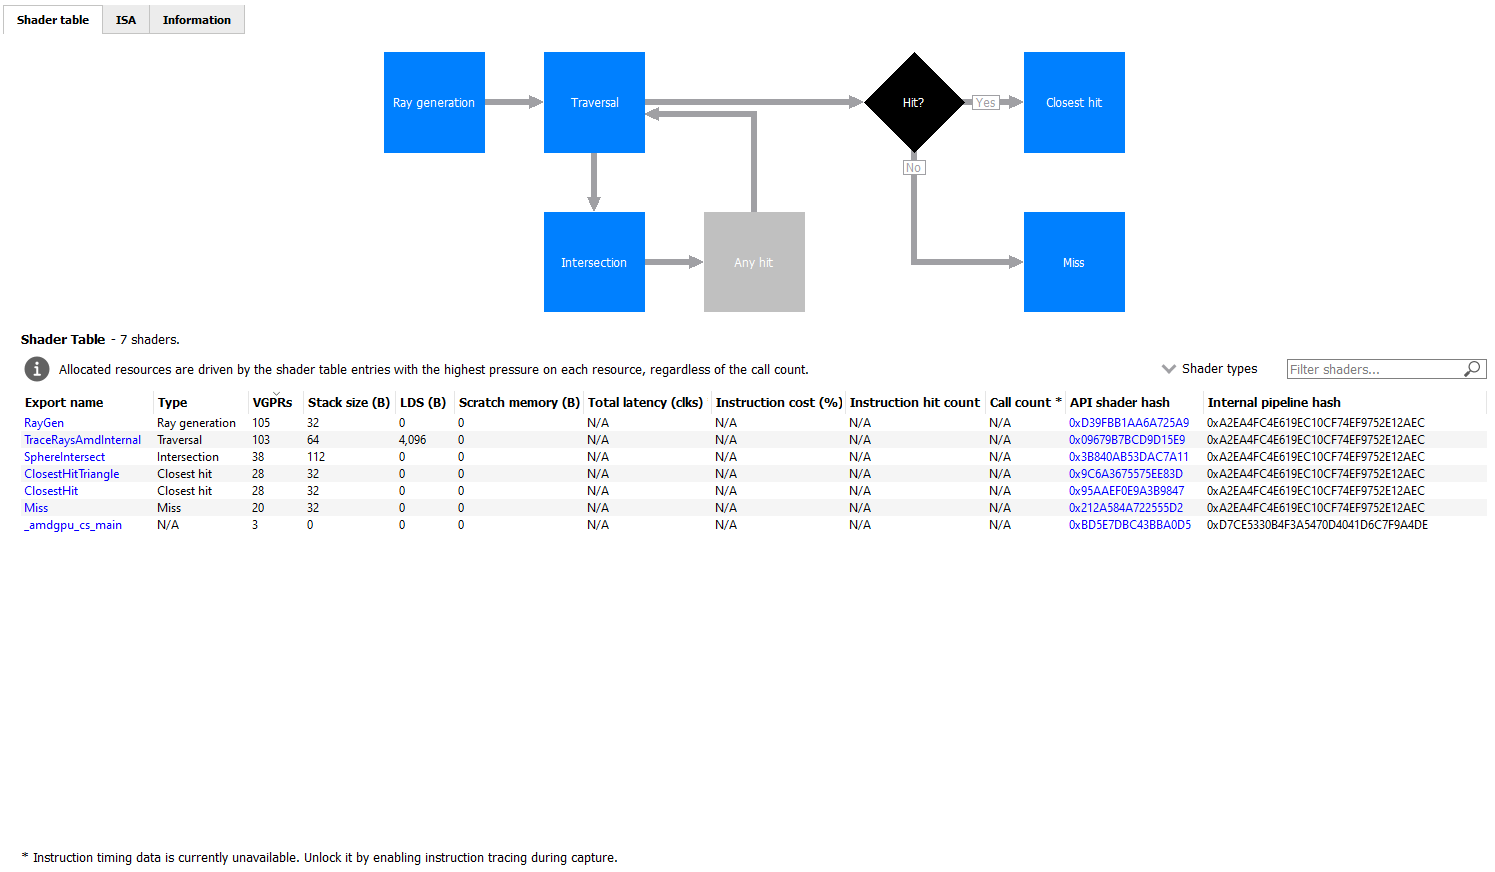 Shader table ISA Information
Ray generation Traversal Hit? Yes Closest hit
No
Intersection Any hit Miss
Shader Table - 7 shaders.
Allocated resources are driven by the shader table entries with the highest pressure on each resource, regardless of the call count. Shader types Filter shaders...
Export name Type VGPRs Stack size (B) LDS (B) Scratch memory (B) Total latency (clks) Instruction cost (%) Instruction hit count Call count * API shader hash Internal pipeline hash
RayGen Ray generation 105 32 0 0 N/A N/A N/A N/A 0xD39FBB1AA6A725A9 0xA2EA4FC4E619EC10CF74EF9752E12AEC
TraceRaysAmdInternal Traversal 103 64 4,096 0 N/A N/A N/A N/A 0x09679B7BCD9D15E9 0xA2EA4FC4E619EC10CF74EF9752E12AEC
SphereIntersect Intersection 38 112 0 0 N/A N/A N/A N/A 0x3B840AB53DAC7A11 0xA2EA4FC4E619EC10CF74EF9752E12AEC
ClosestHitTriangle Closest hit 28 32 0 0 N/A N/A N/A N/A 0x9C6A3675575EE83D 0xA2EA4FC4E619EC10CF74EF9752E12AEC
ClosestHit Closest hit 28 32 0 0 N/A N/A N/A N/A 0x95AAEF0E9A3B9847 0xA2EA4FC4E619EC10CF74EF9752E12AEC
Miss Miss 20 32 0 0 N/A N/A N/A N/A 0x212A584A722555D2 0xA2EA4FC4E619EC10CF74EF9752E12AEC
_amdgpu_cs_main N/A 3 0 0 0 N/A N/A N/A N/A 0xBD5E7DBC43BBA0D5 0xD7CE5330B4F3A5470D4041D6C7F9A4DE
* Instruction timing data is currently unavailable. Unlock it by enabling instruction tracing during capture.